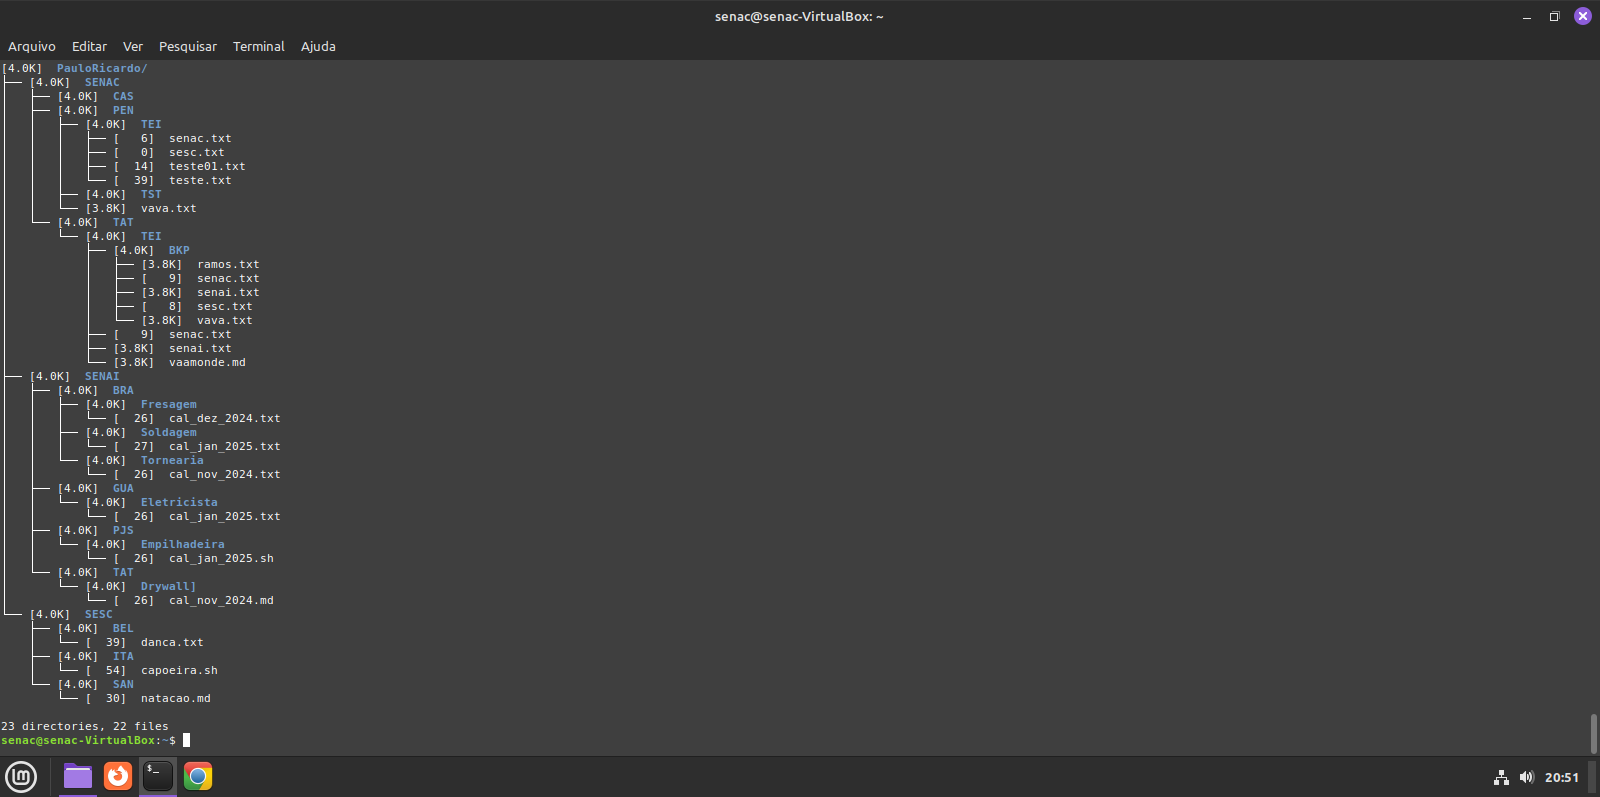 senac@senac-VirtualBox: ~
Arquivo Editar Ver Pesquisar Terminal Ajuda
[4.0K]  PauloRicardo/
├── [4.0K]  SENAC
│   ├── [4.0K]  CAS
│   ├── [4.0K]  PEN
│   │   ├── [4.0K]  TEI
│   │   │   ├── [   6]  senac.txt
│   │   │   ├── [   0]  sesc.txt
│   │   │   ├── [  14]  teste01.txt
│   │   │   └── [  39]  teste.txt
│   │   ├── [4.0K]  TST
│   │   └── [3.8K]  vava.txt
│   └── [4.0K]  TAT
│       └── [4.0K]  TEI
│           ├── [4.0K]  BKP
│           │   ├── [3.8K]  ramos.txt
│           │   ├── [   9]  senac.txt
│           │   ├── [3.8K]  senai.txt
│           │   ├── [   8]  sesc.txt
│           │   └── [3.8K]  vava.txt
│           ├── [   9]  senac.txt
│           ├── [3.8K]  senai.txt
│           └── [3.8K]  vaamonde.md
├── [4.0K]  SENAI
│   ├── [4.0K]  BRA
│   │   ├── [4.0K]  Fresagem
│   │   │   └── [  26]  cal_dez_2024.txt
│   │   ├── [4.0K]  Soldagem
│   │   │   └── [  27]  cal_jan_2025.txt
│   │   └── [4.0K]  Tornearia
│   │       └── [  26]  cal_nov_2024.txt
│   ├── [4.0K]  GUA
│   │   └── [4.0K]  Eletricista
│   │       └── [  26]  cal_jan_2025.txt
│   ├── [4.0K]  PJS
│   │   └── [4.0K]  Empilhadeira
│   │       └── [  26]  cal_jan_2025.sh
│   └── [4.0K]  TAT
│       └── [4.0K]  Drywall]
│           └── [  26]  cal_nov_2024.md
└── [4.0K]  SESC
    ├── [4.0K]  BEL
    │   └── [  39]  danca.txt
    ├── [4.0K]  ITA
    │   └── [  54]  capoeira.sh
    └── [4.0K]  SAN
        └── [  30]  natacao.md
23 directories, 22 files
senac@senac-VirtualBox:~$
20:51